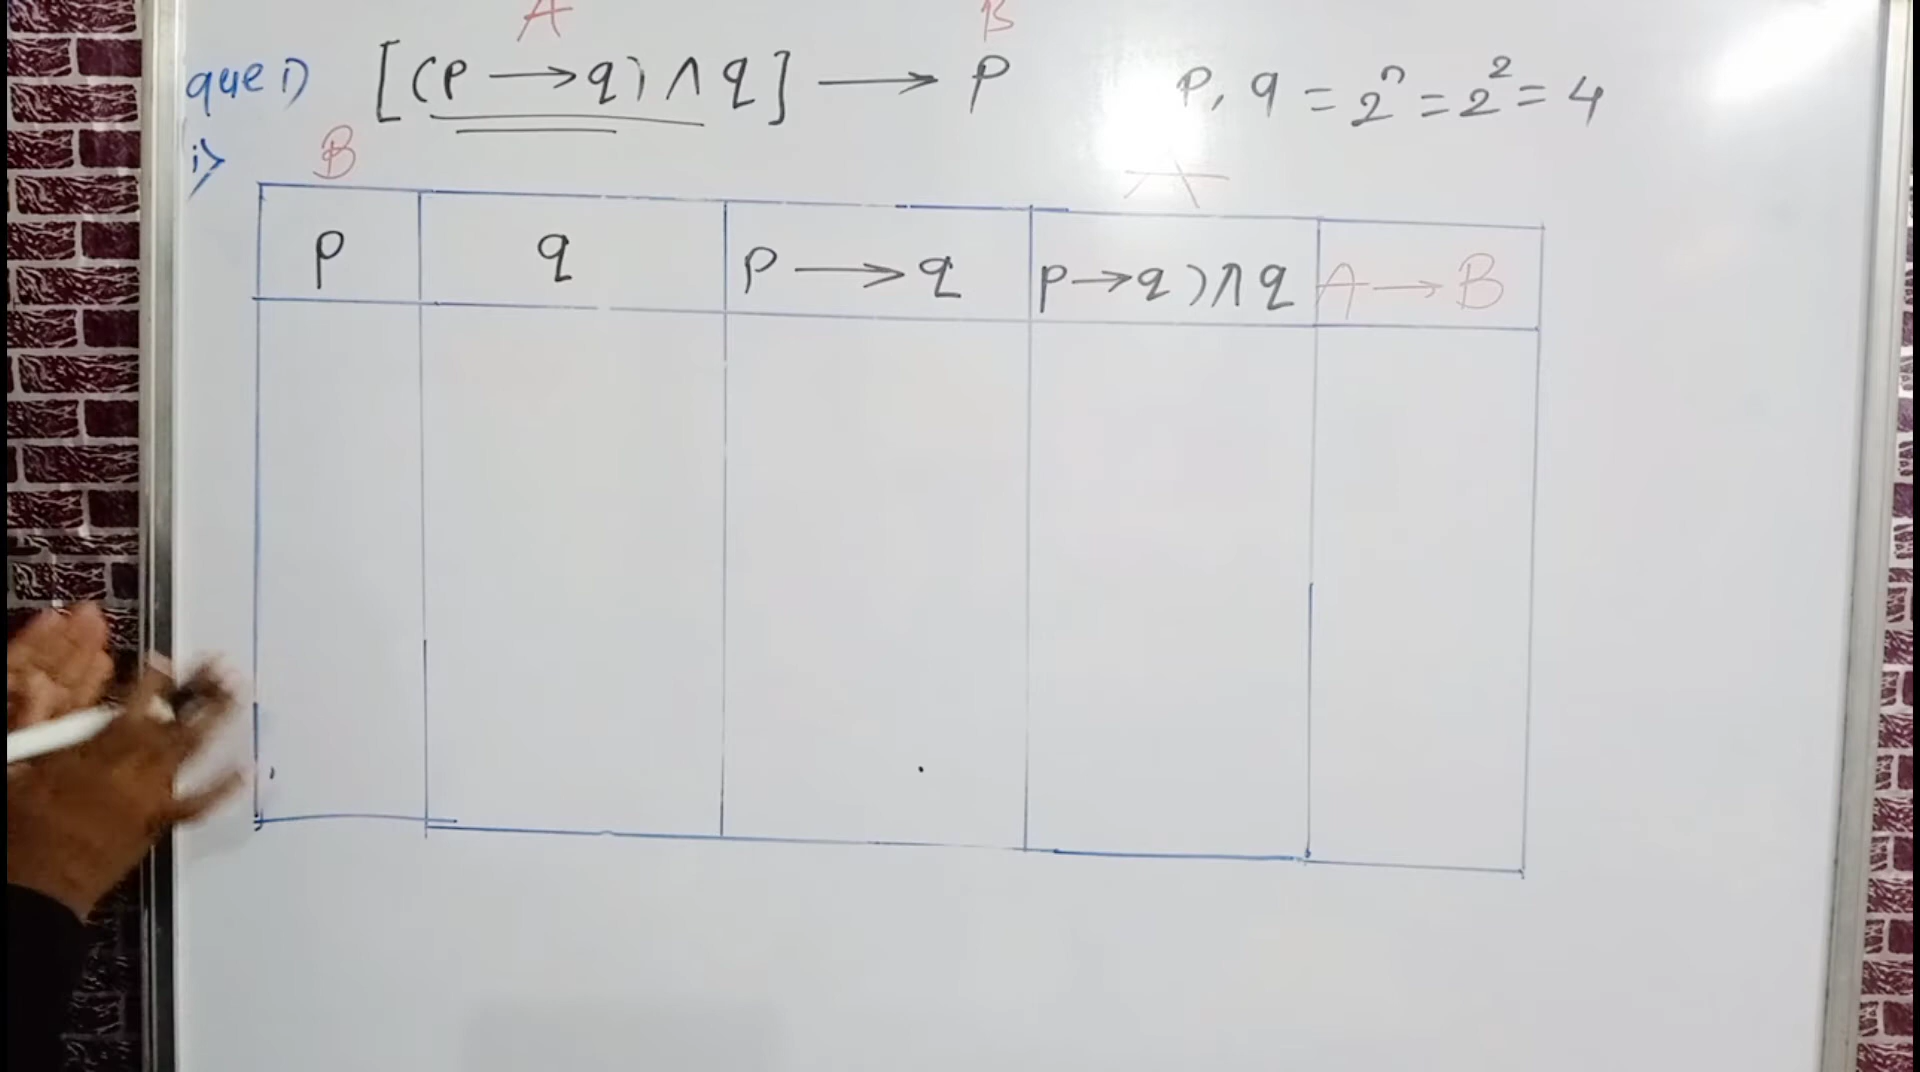 A B
que 1) [(p → q) ∧ q] → p p, q = 2ⁿ = 2² = 4
i>
B A
p q p → q p → q) ∧ q A → B